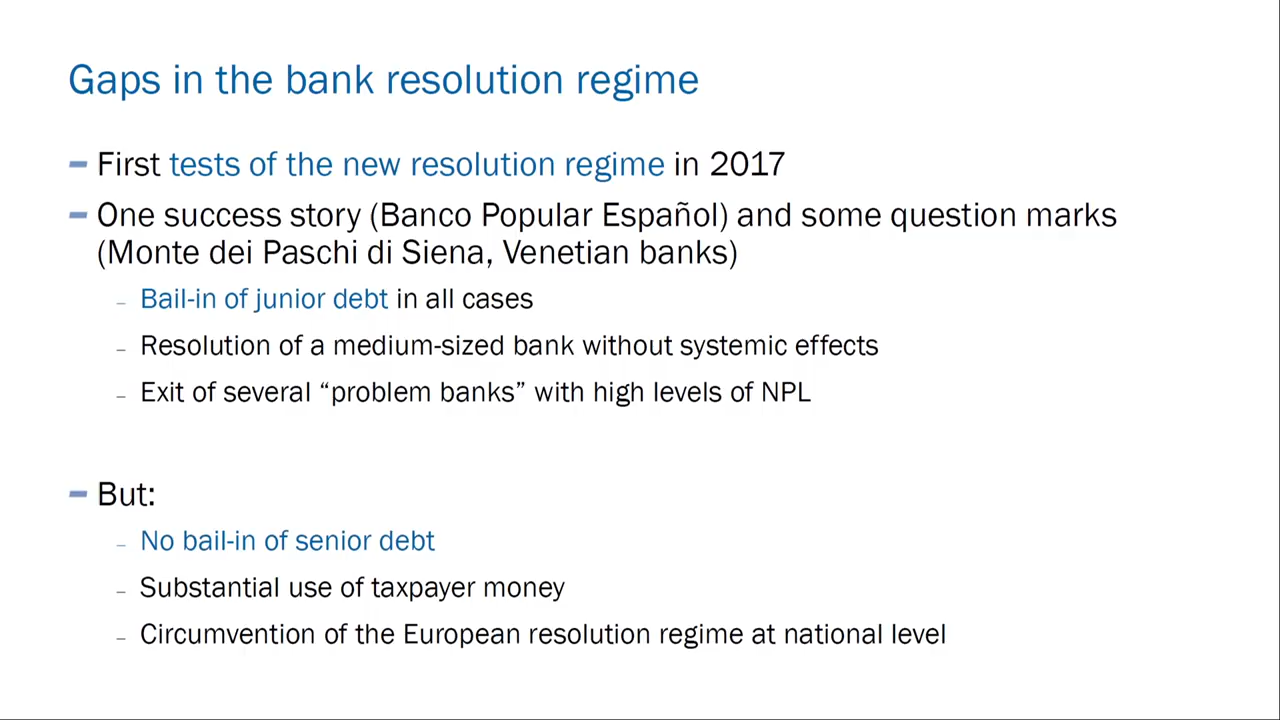 Gaps in the bank resolution regime
First tests of the new resolution regime in 2017
One success story (Banco Popular Español) and some question marks
(Monte dei Paschi di Siena, Venetian banks)
– Bail-in of junior debt in all cases
– Resolution of a medium-sized bank without systemic effects
– Exit of several “problem banks” with high levels of NPL
But:
– No bail-in of senior debt
– Substantial use of taxpayer money
– Circumvention of the European resolution regime at national level